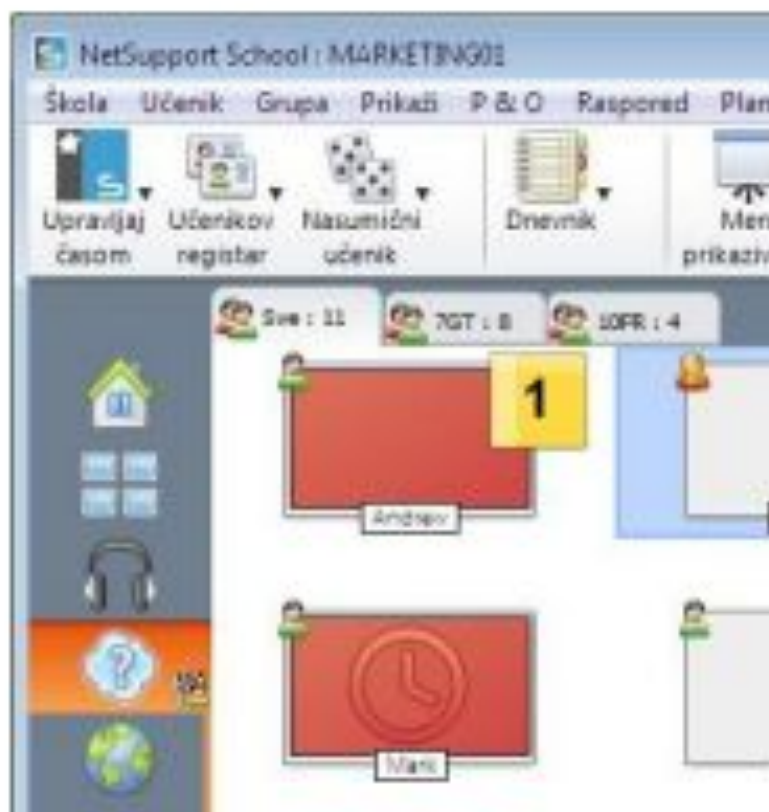 NetSupport School : MARKETING01
Škola Učenik Grupa Prikaži P & O Raspored Plan
Upravljaj časom
Učenikov registar
Nasumični učenik
Dnevnik
Sve : 11
7GT : 8
10FR : 4
1
Andrew
Mark